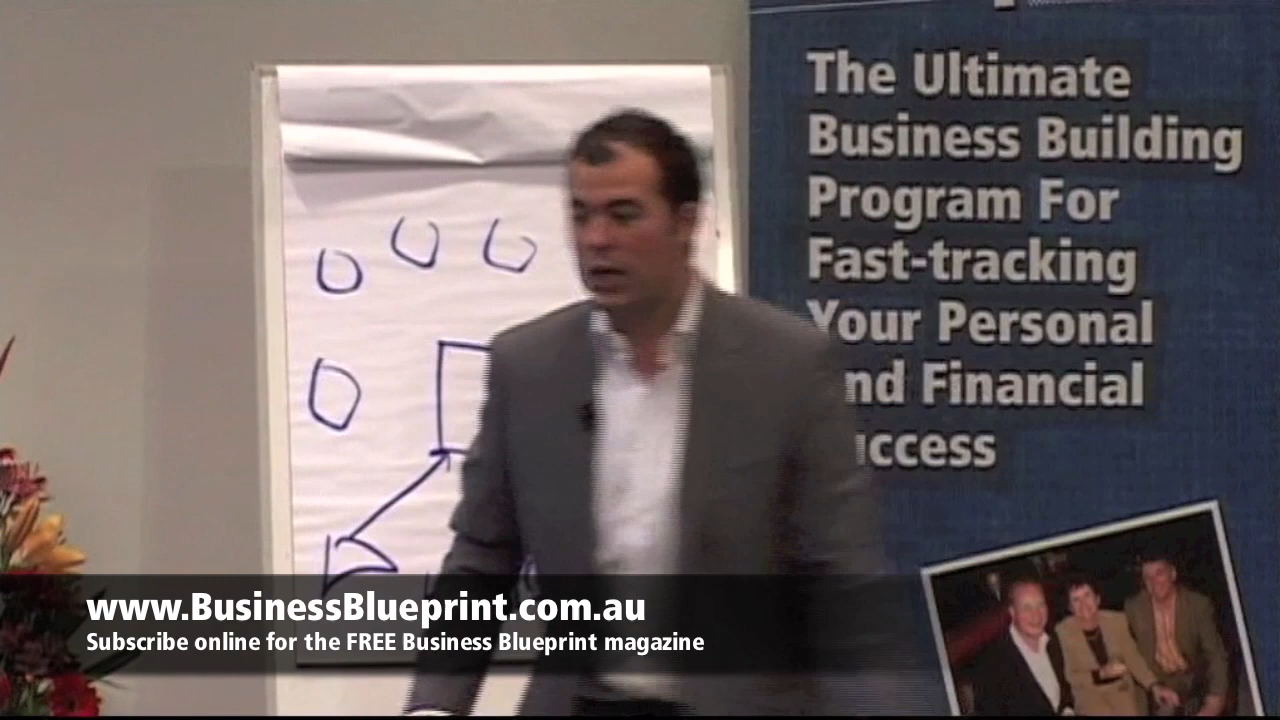 The Ultimate
Business Building
Program For
Fast-tracking
Your Personal
nd Financial
uccess
www.BusinessBlueprint.com.au
Subscribe online for the FREE Business Blueprint magazine